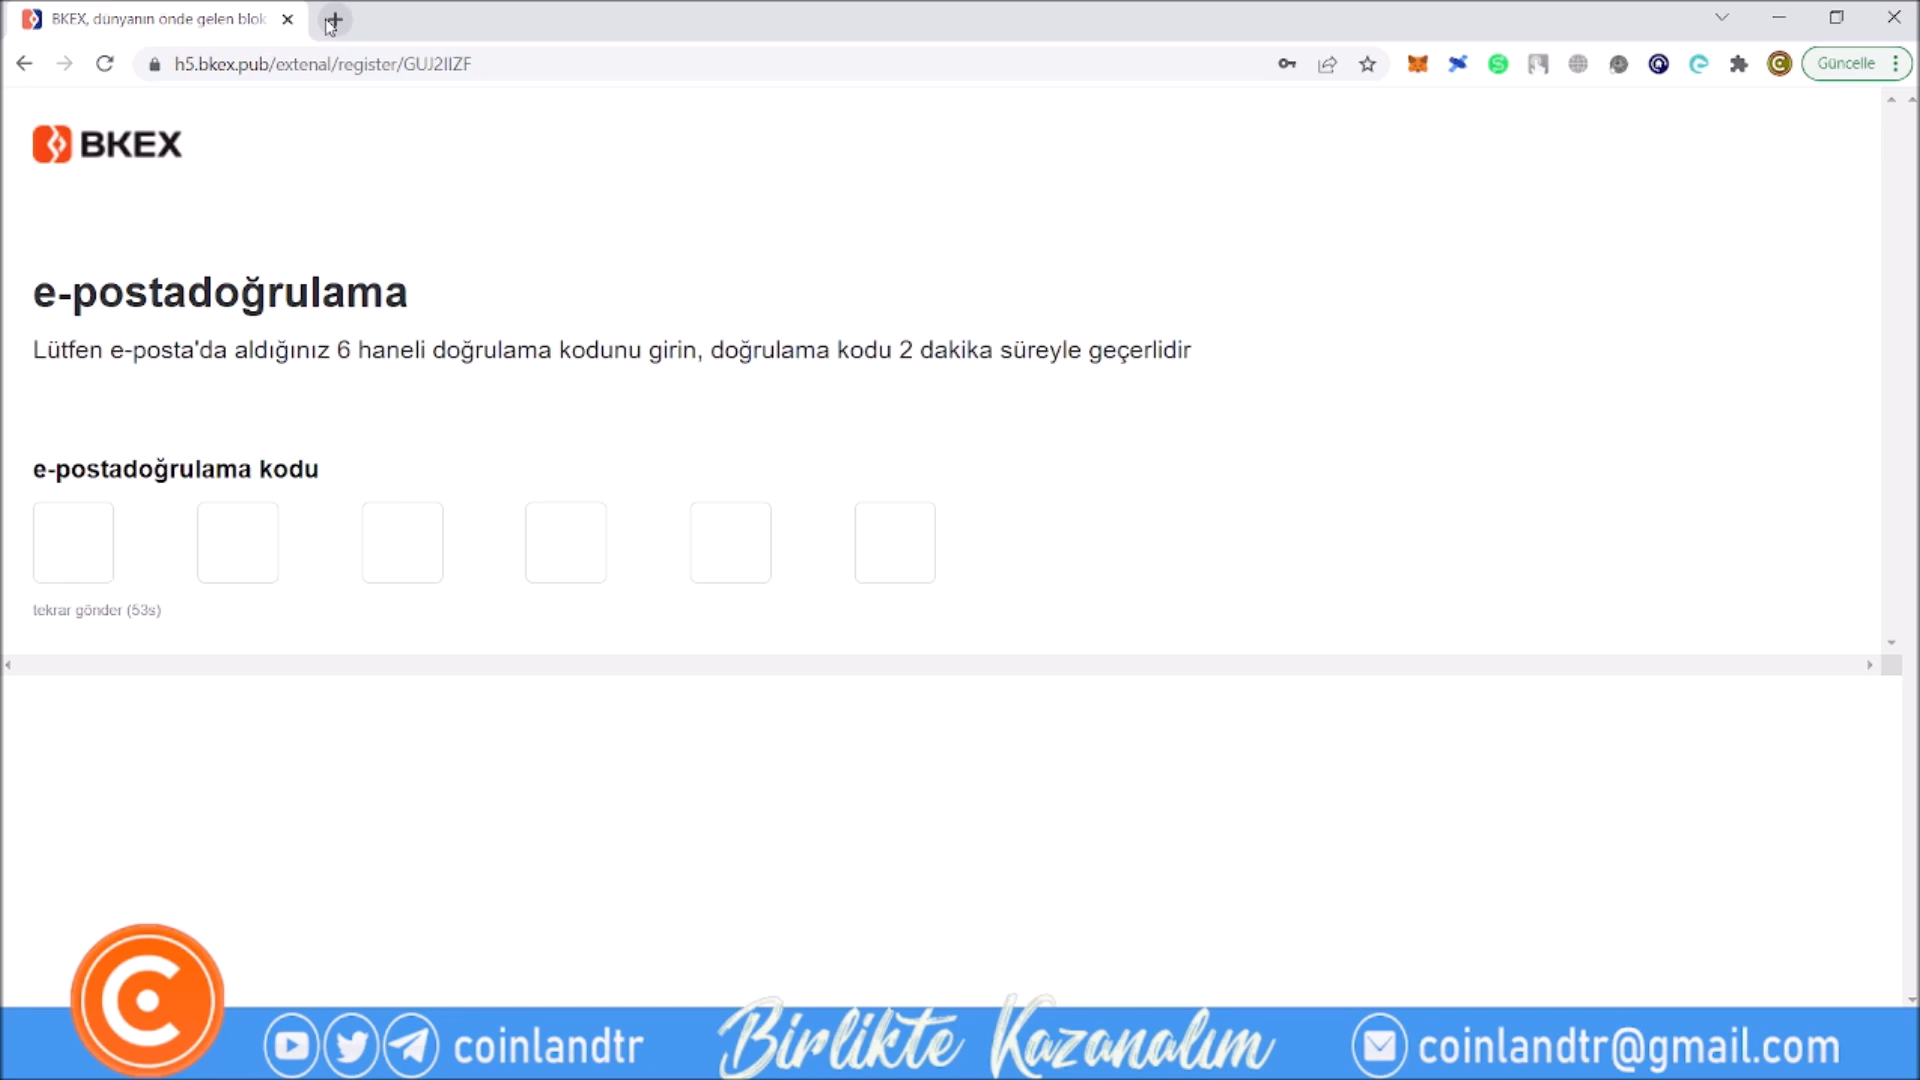 BKEX, dünyanın önde gelen blok
h5.bkex.pub/extenal/register/GUJ2IIZF
Güncelle
BKEX
e-postadoğrulama
Lütfen e-posta'da aldığınız 6 haneli doğrulama kodunu girin, doğrulama kodu 2 dakika süreyle geçerlidir
e-postadoğrulama kodu
tekrar gönder (53s)
coinlandtr
Birlikte Kazanalım
coinlandtr@gmail.com